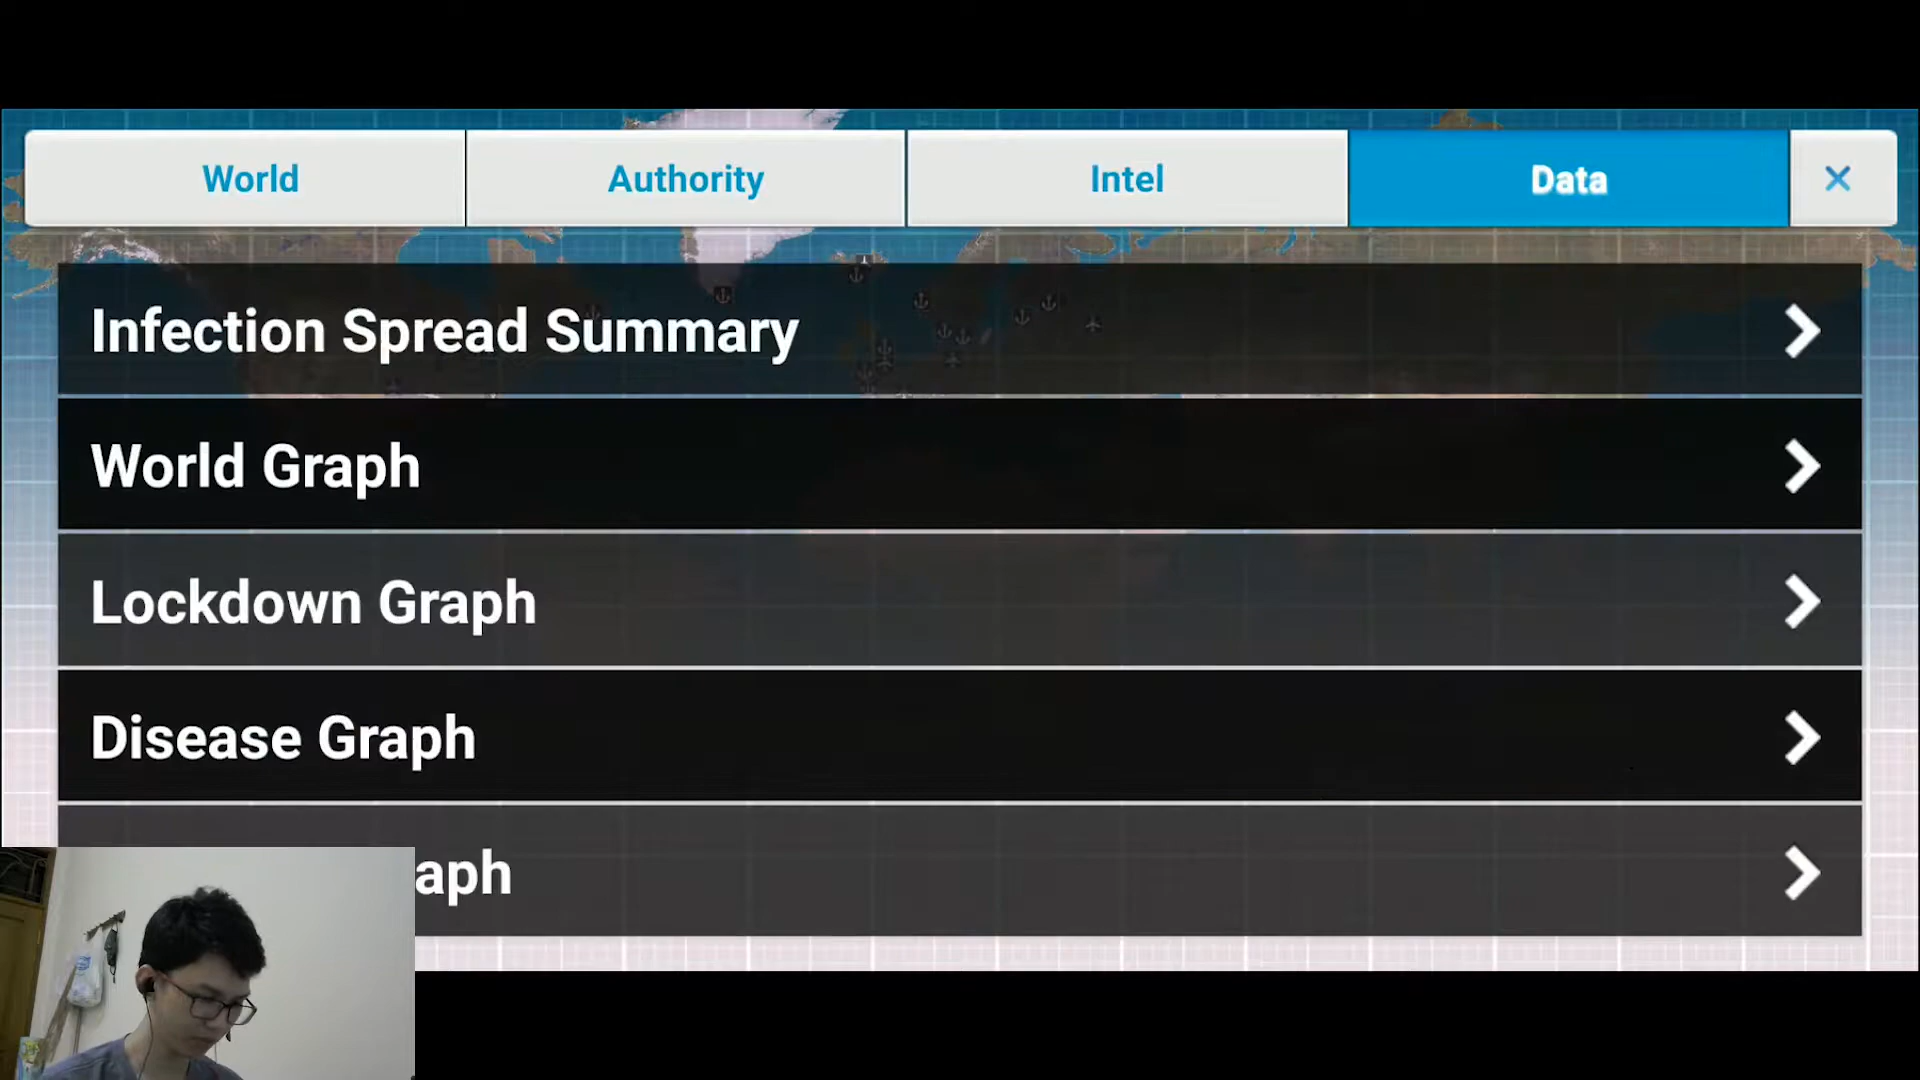 World
Authority
Intel
Data
Infection Spread Summary
World Graph
Lockdown Graph
Disease Graph
aph